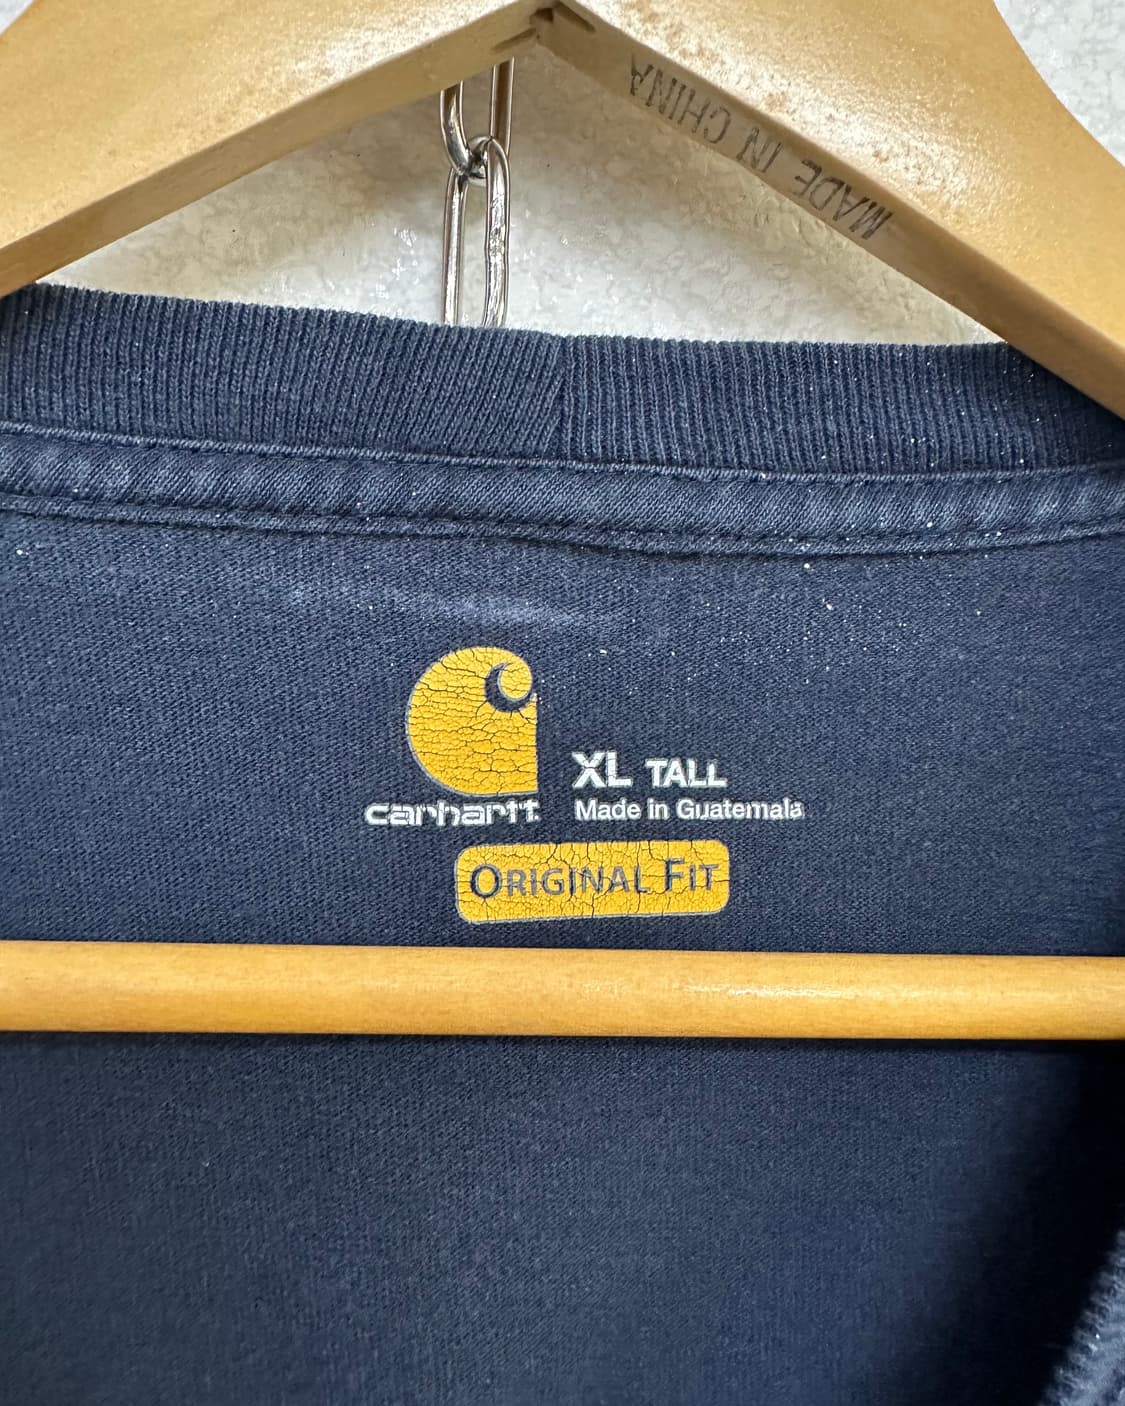 MADE IN CHINA
carhartt.
XL TALL
Made in Guatemala
ORIGINAL FIT